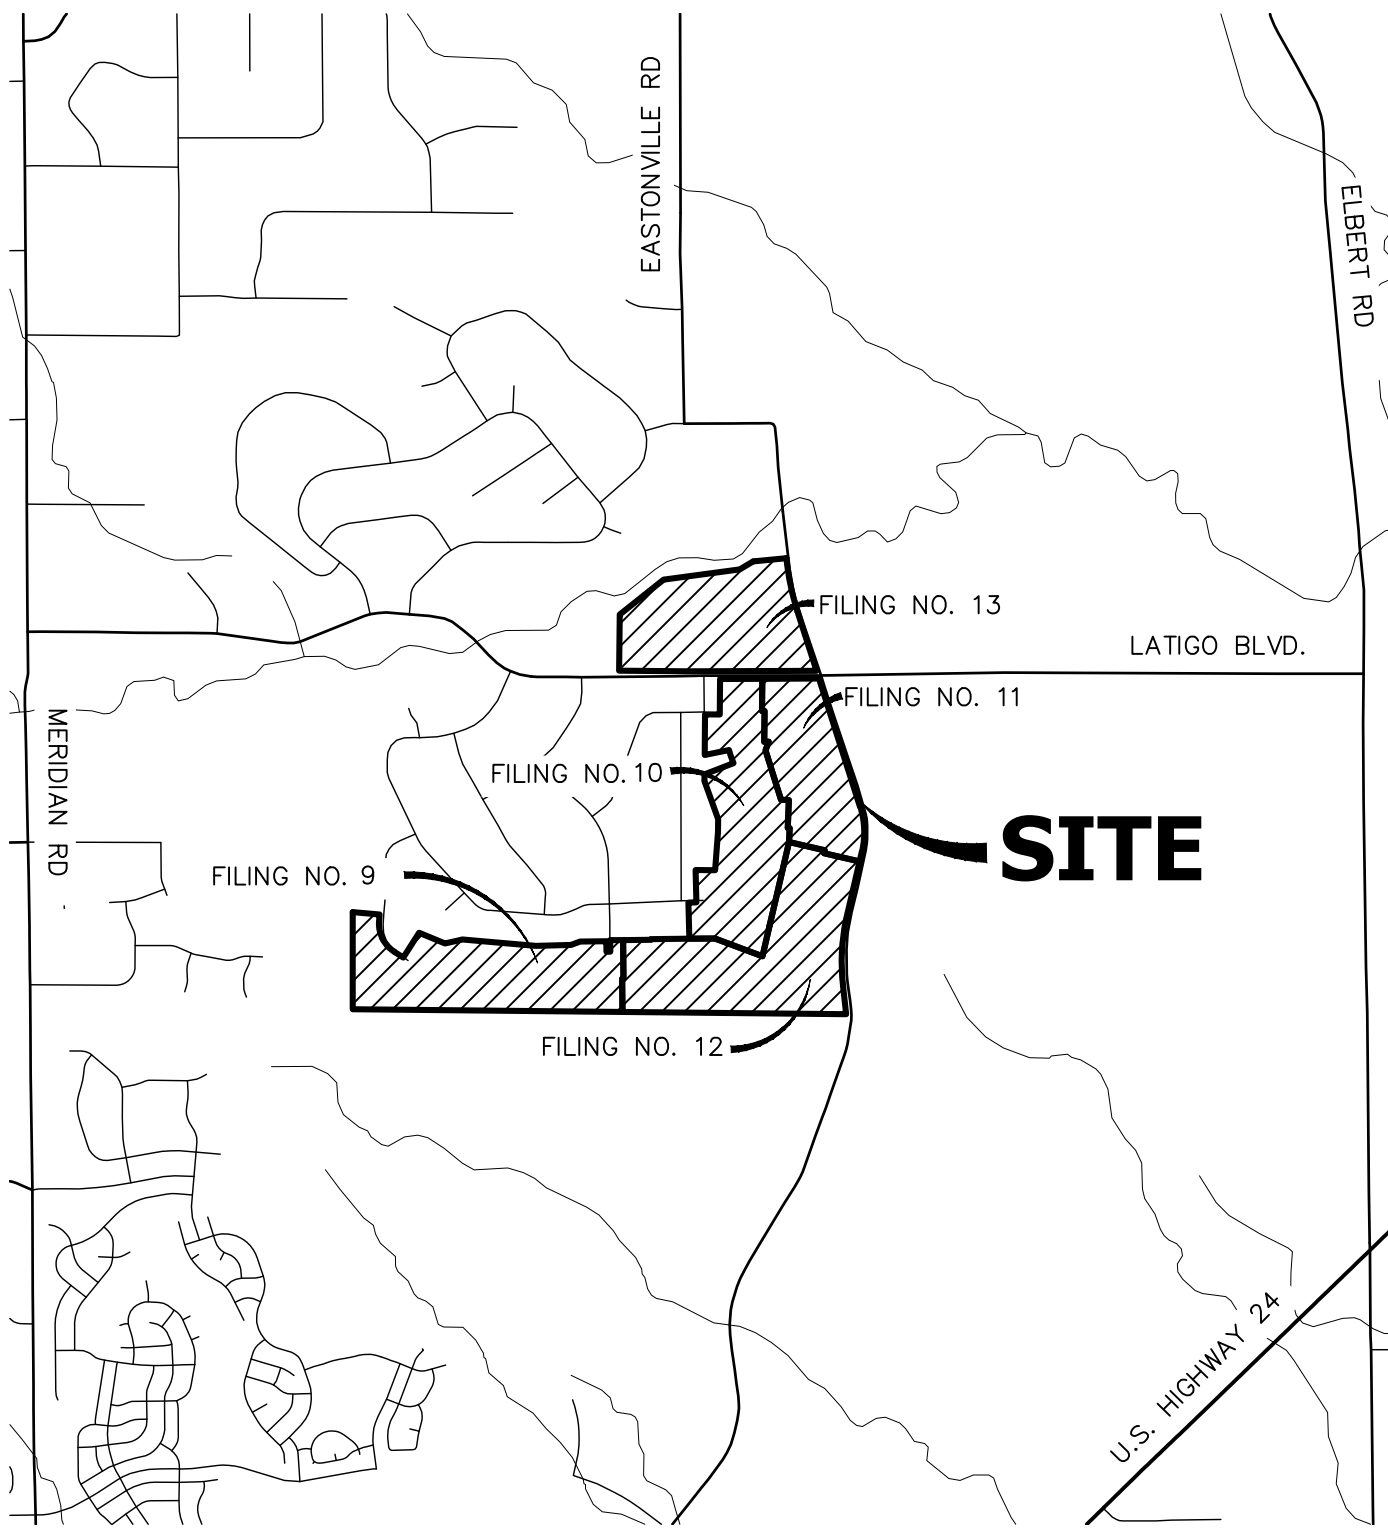 EASTONVILLE RD
ELBERT RD
FILING NO. 13
LATIGO BLVD.
FILING NO. 11
MERIDIAN RD
FILING NO. 10
SITE
FILING NO. 9
FILING NO. 12
U.S. HIGHWAY 24